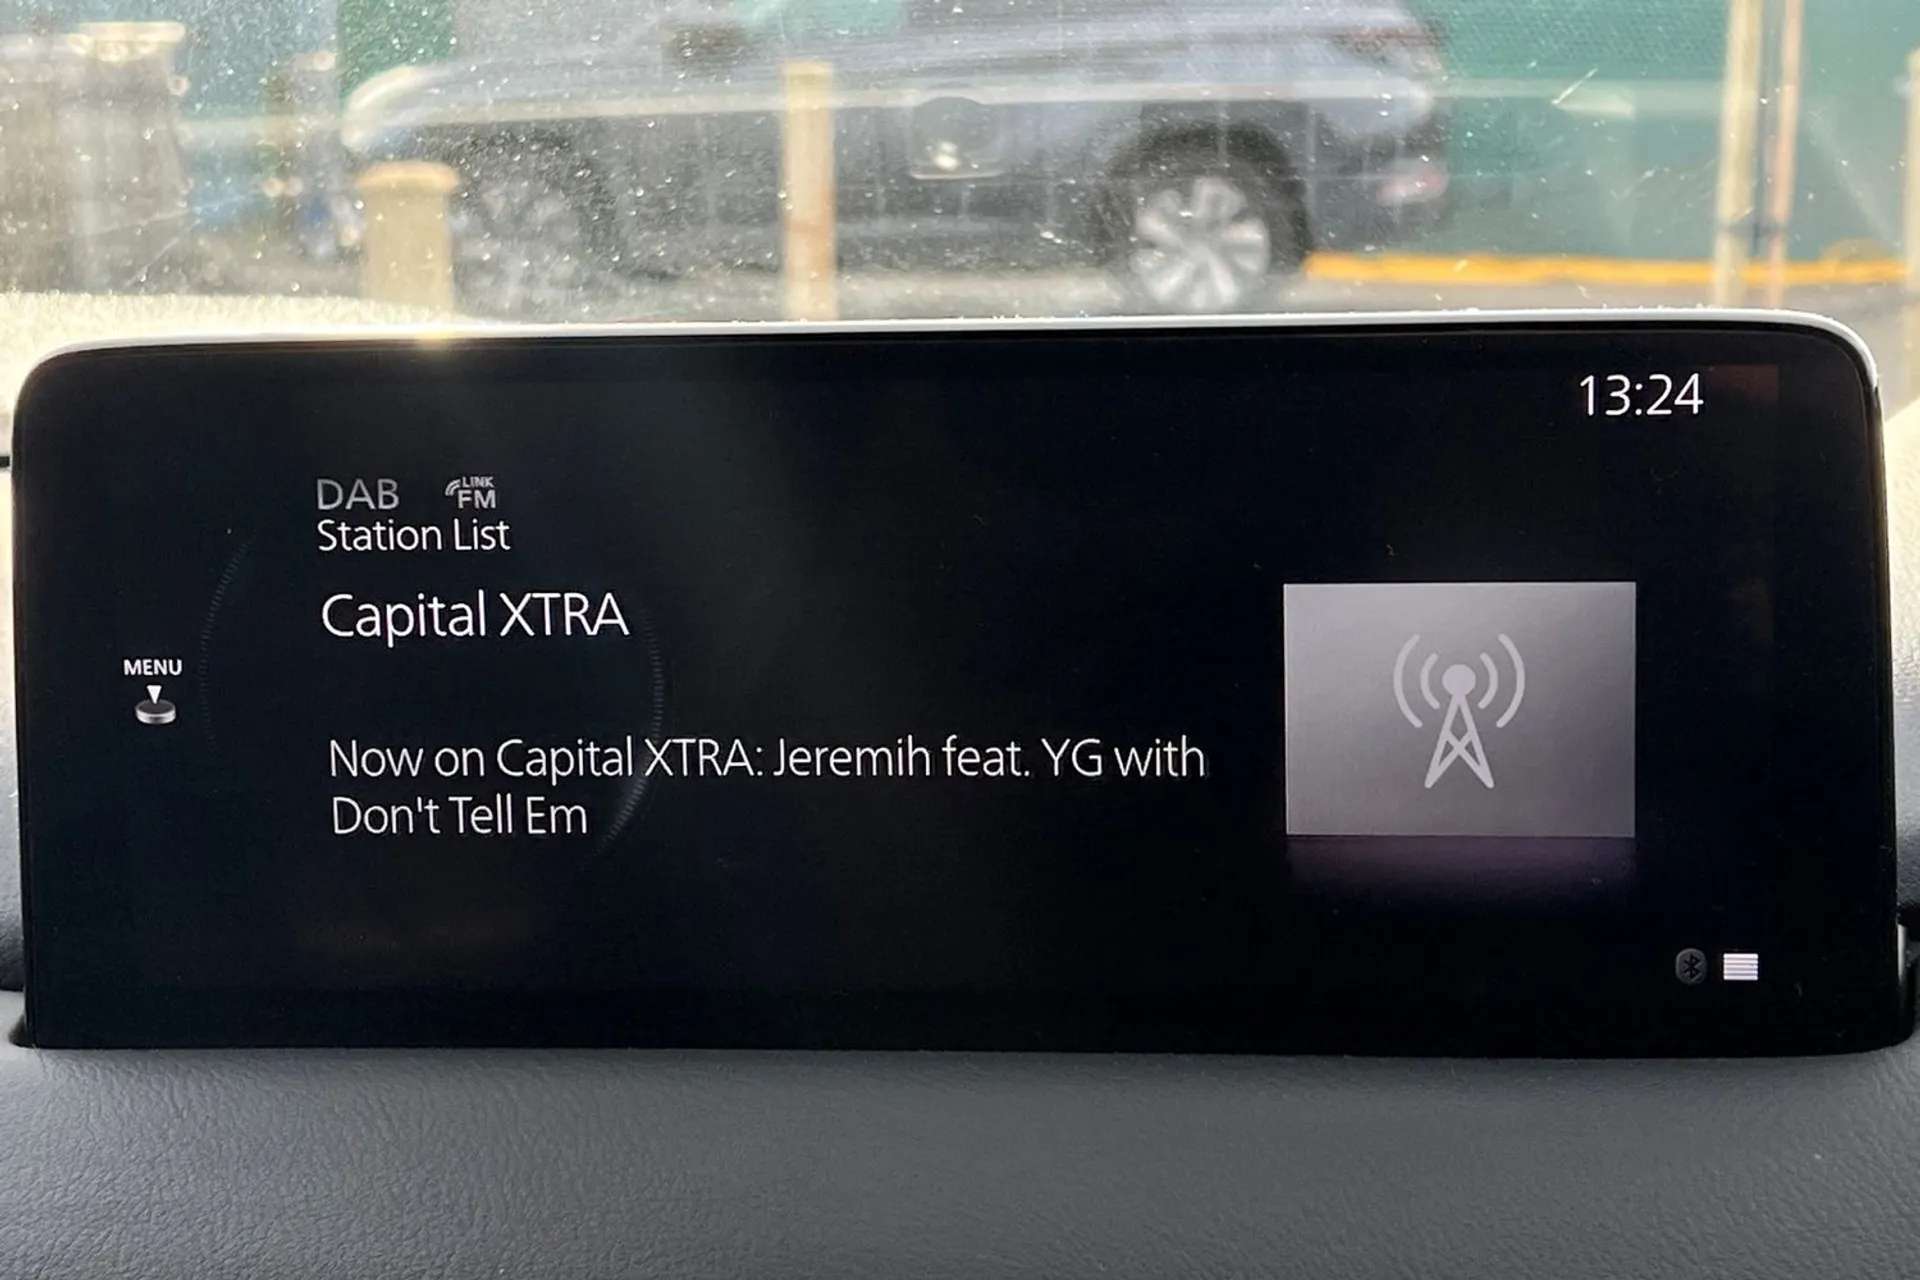 13:24
DAB LINK FM
Station List
Capital XTRA
MENU
Now on Capital XTRA: Jeremih feat. YG with
Don't Tell Em